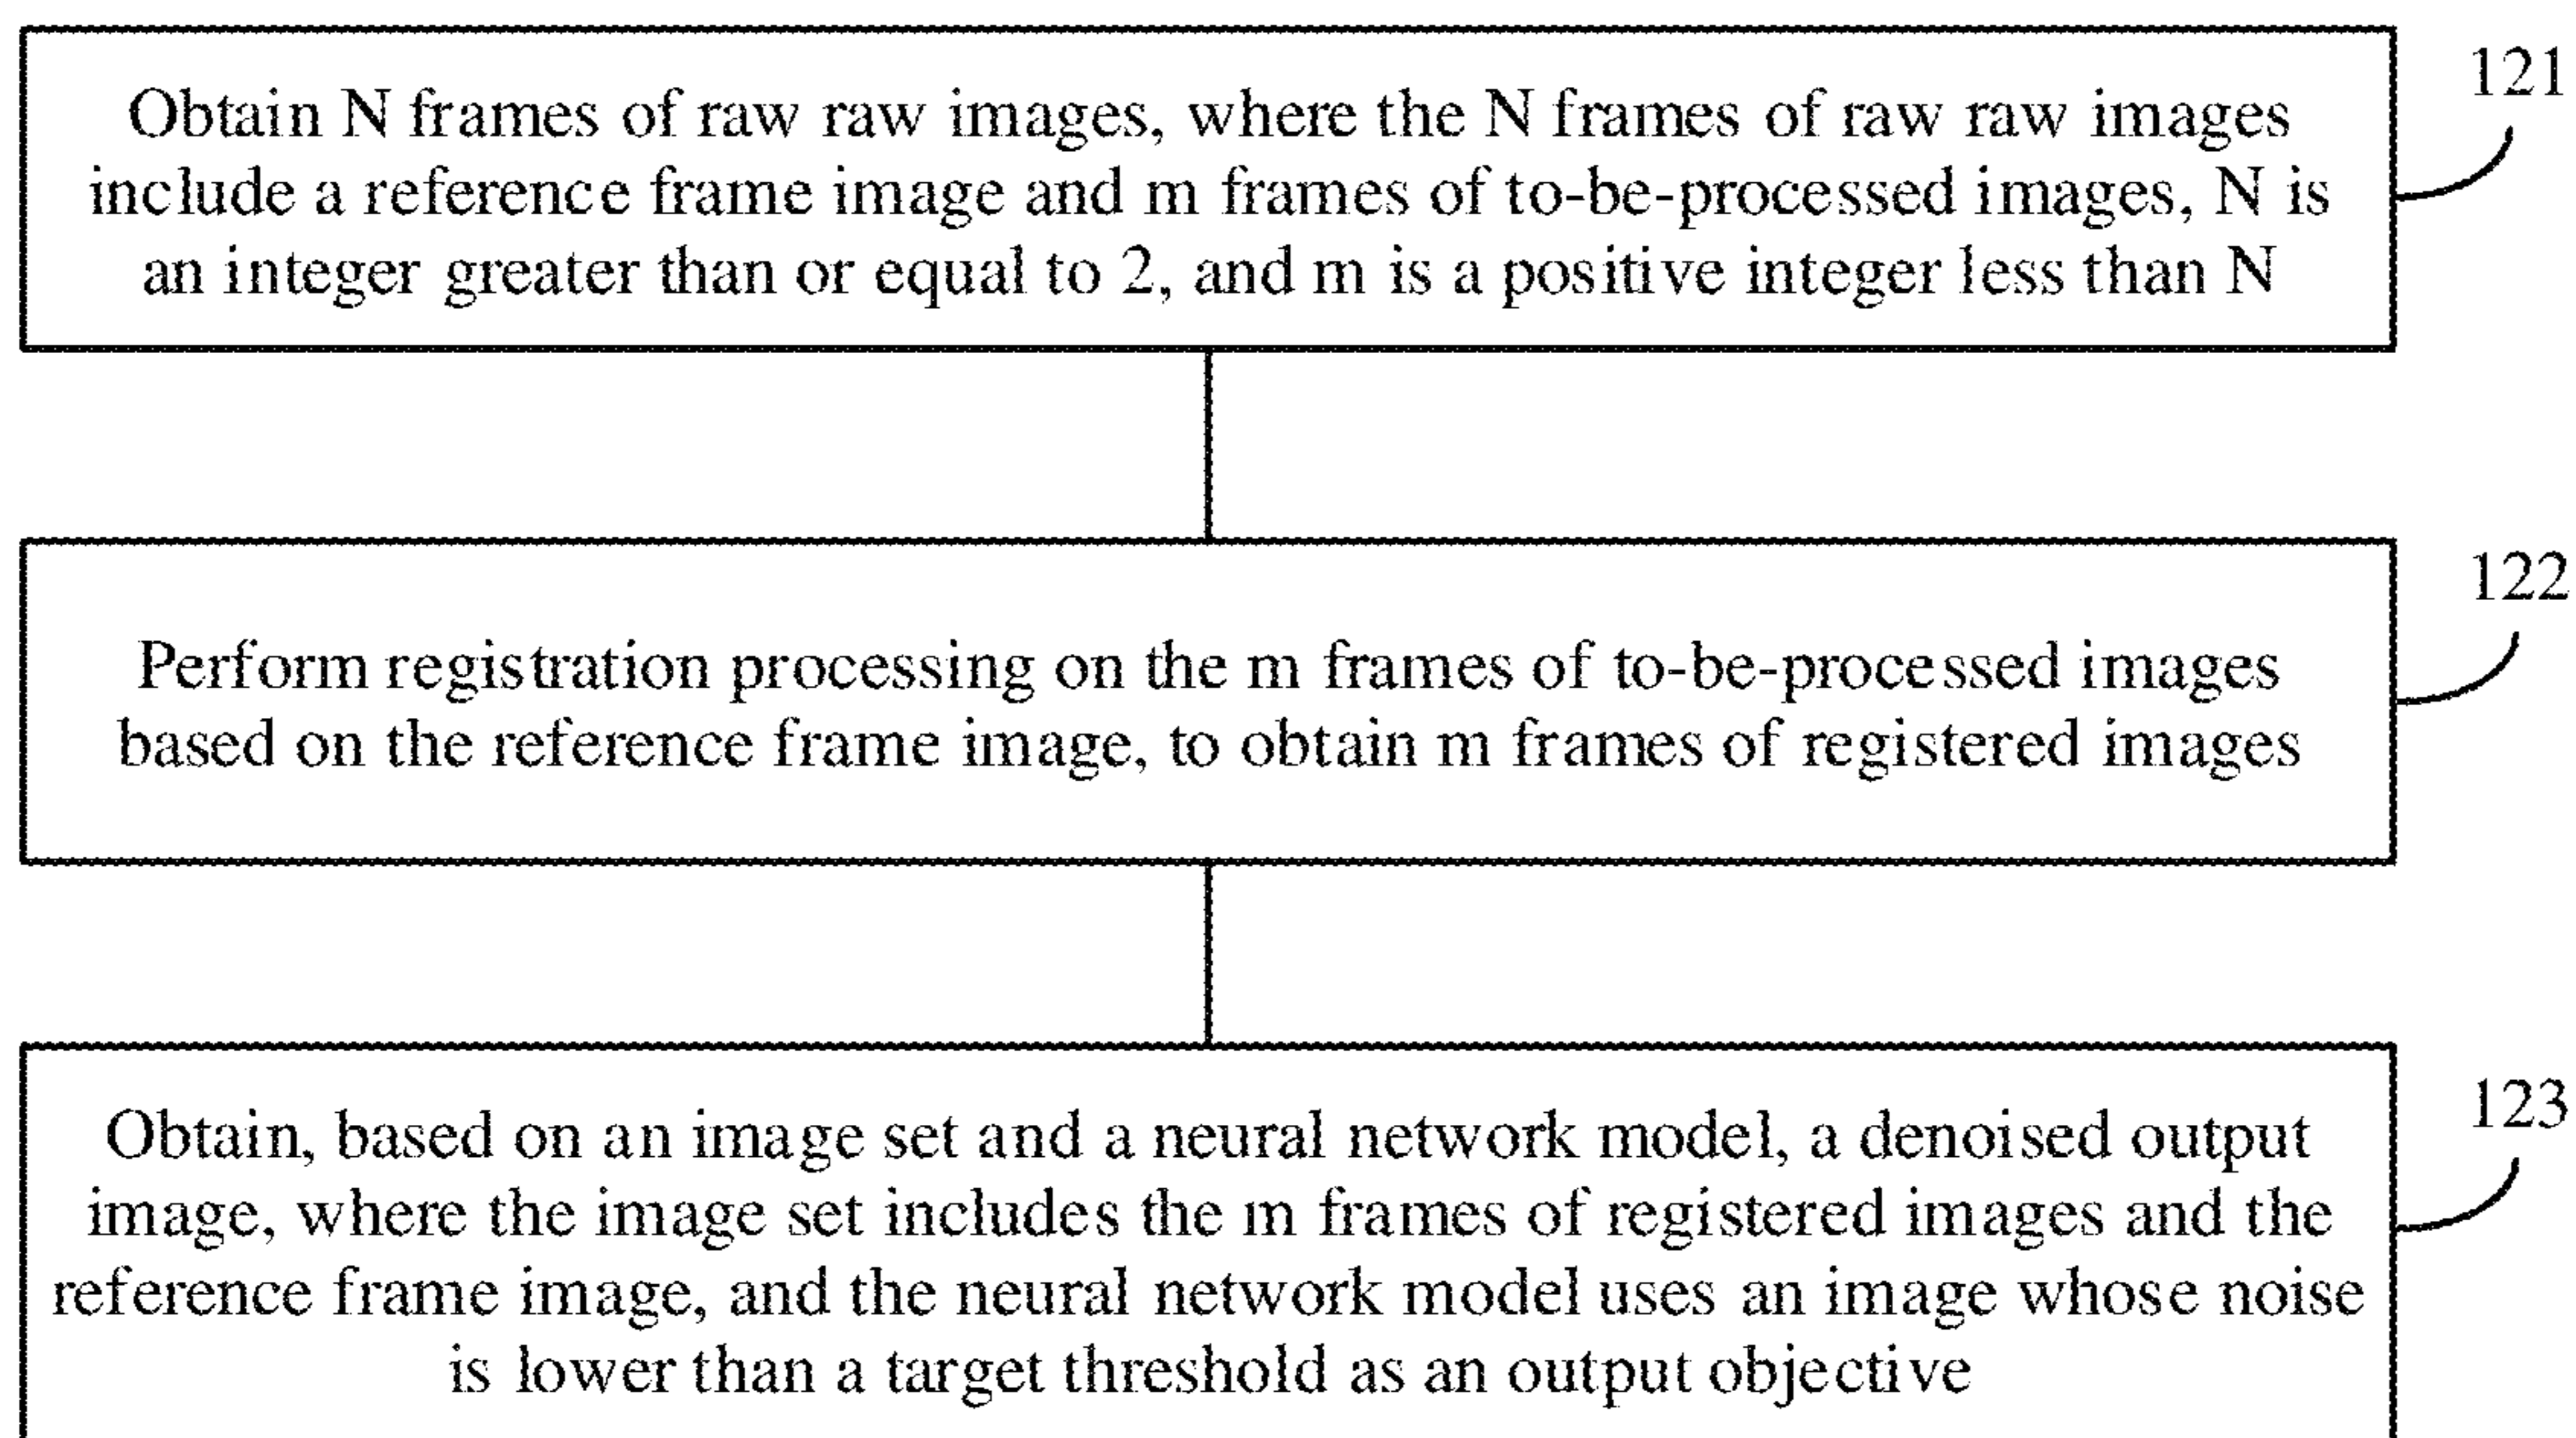 Obtain N frames of raw raw images, where the N frames of raw raw images
include a reference frame image and m frames of to-be-processed images, N is
an integer greater than or equal to 2, and m is a positive integer less than N
121
Perform registration processing on the m frames of to-be-processed images
based on the reference frame image, to obtain m frames of registered images
122
Obtain, based on an image set and a neural network model, a denoised output
image, where the image set includes the m frames of registered images and the
reference frame image, and the neural network model uses an image whose noise
is lower than a target threshold as an output objective
123